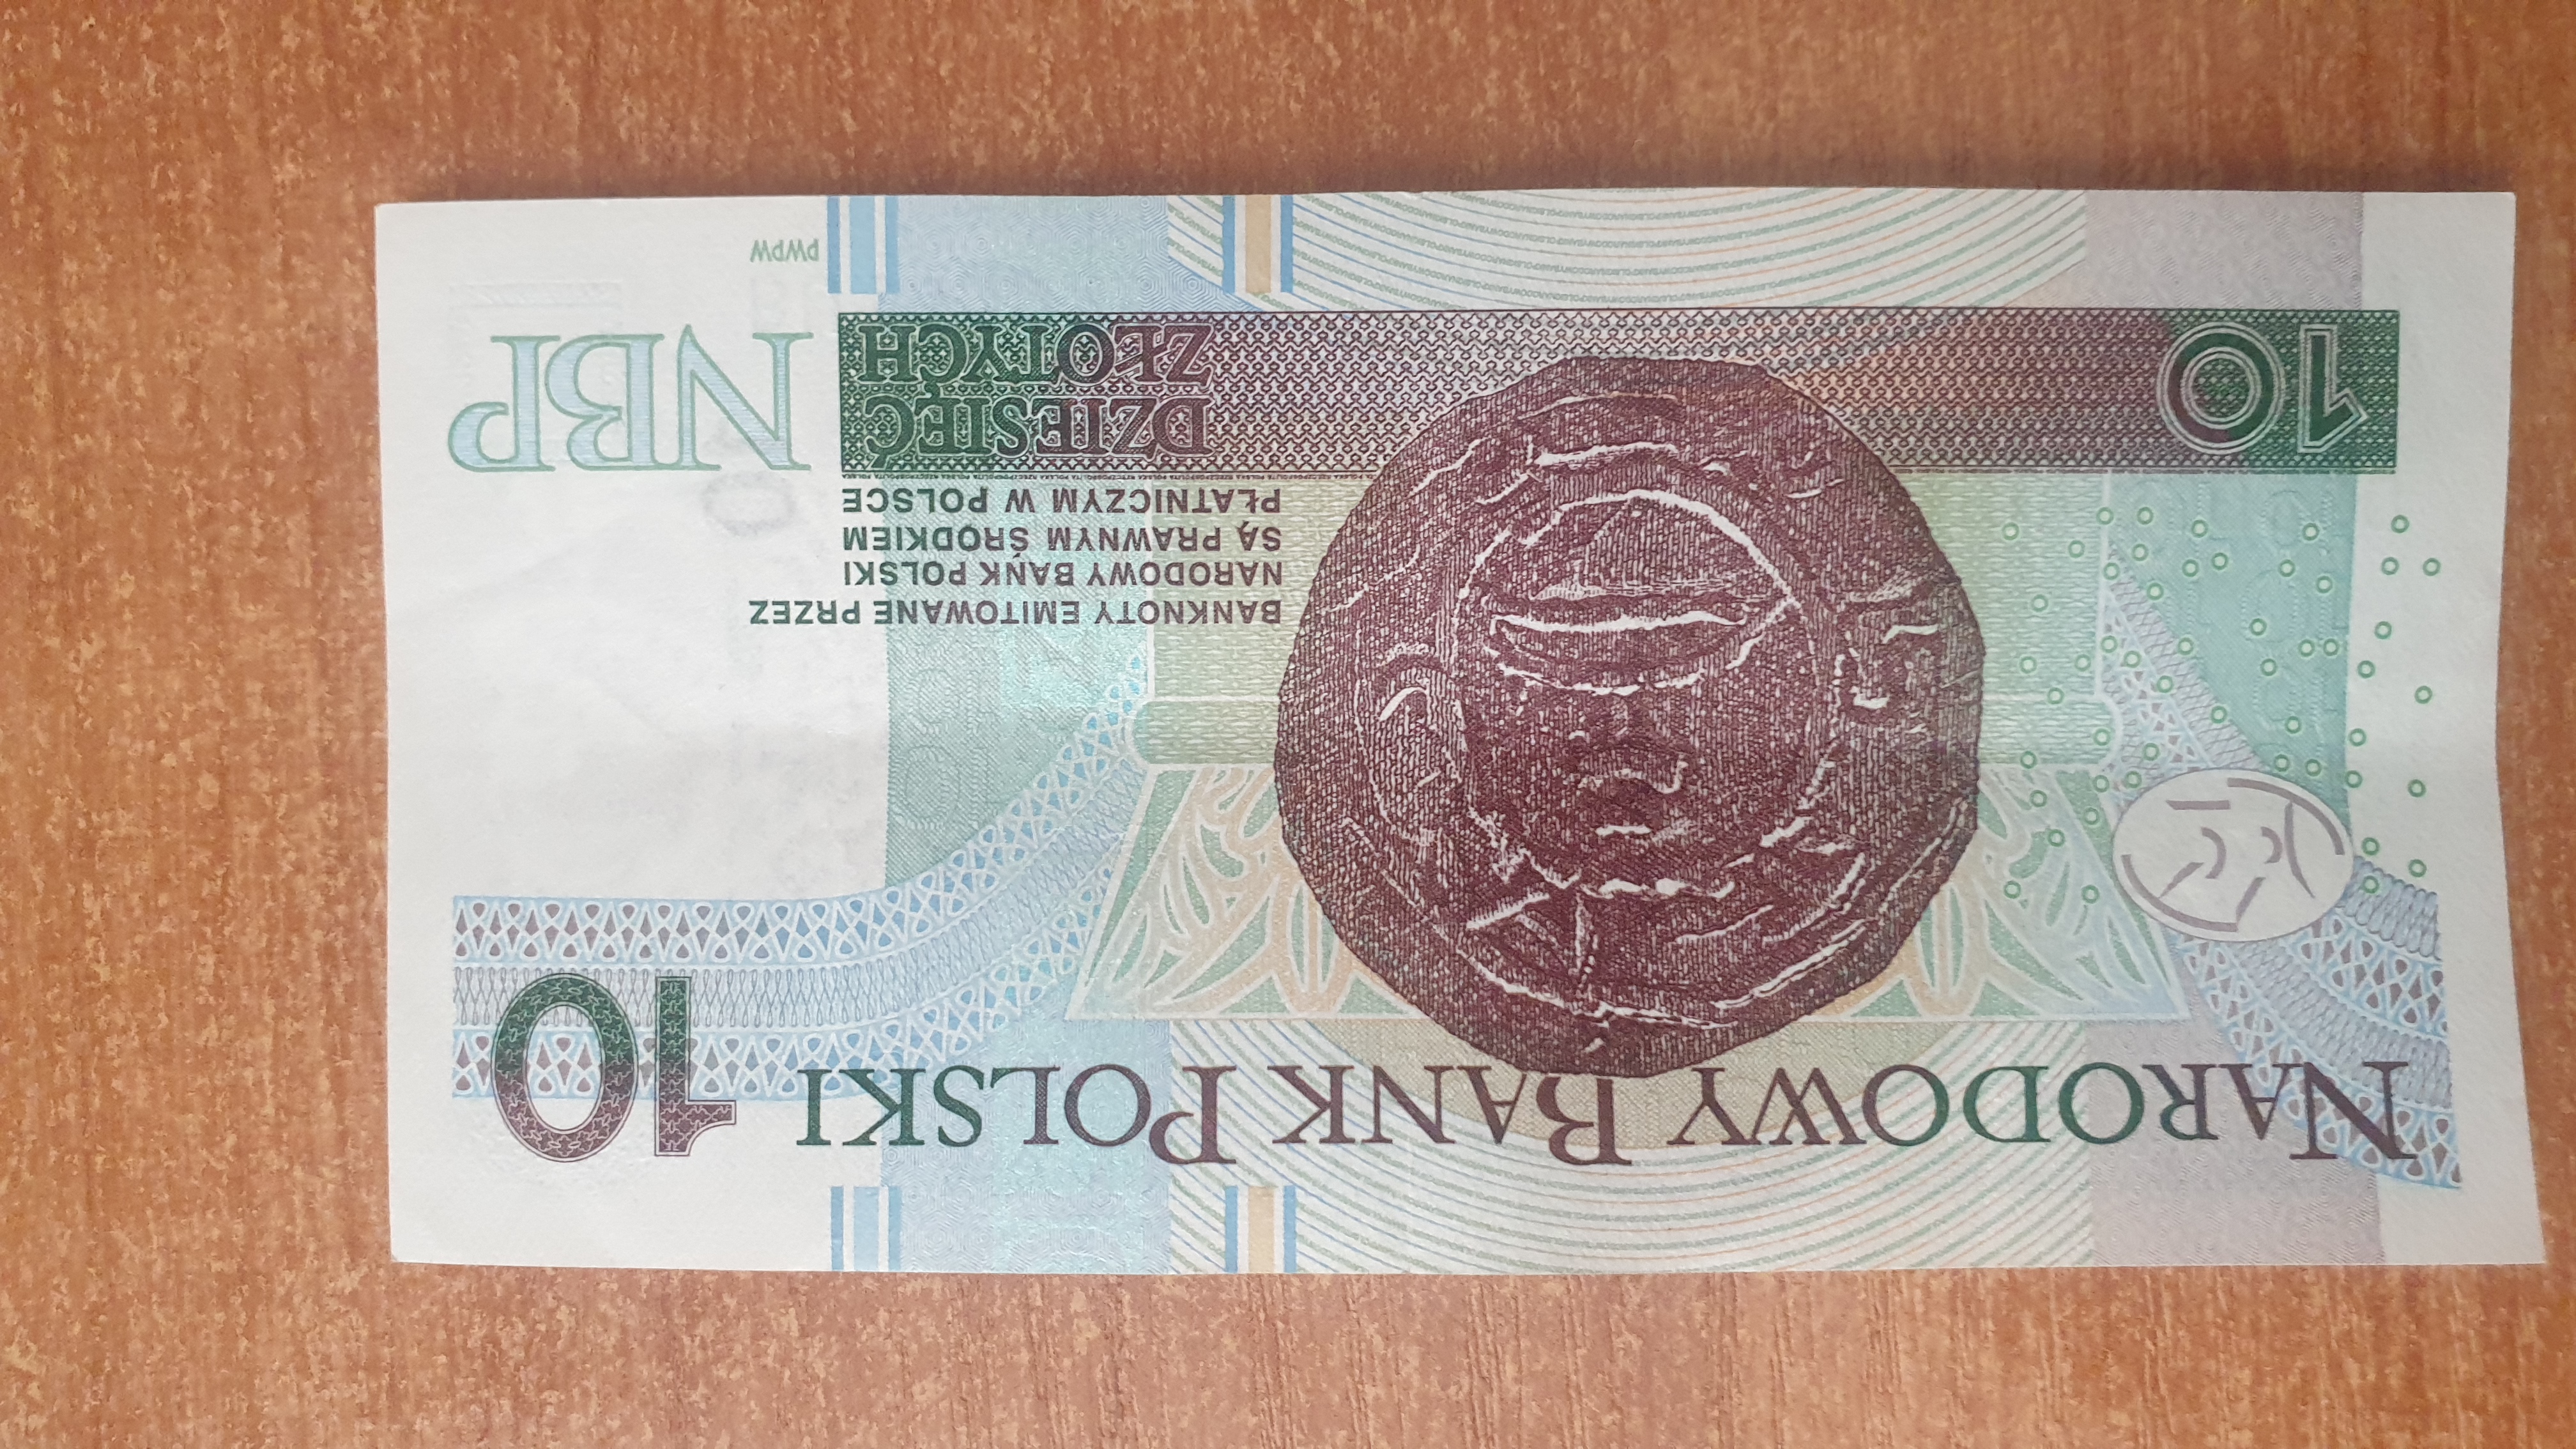 NARODOWY BANK POLSKI 10
BANKNOTY EMITOWANE PRZEZ
NARODOWY BANK POLSKI
SĄ PRAWNYM ŚRODKIEM
PŁATNICZYM W POLSCE
10
DZIESIĘĆ
ZŁOTYCH
NBP
PWPW